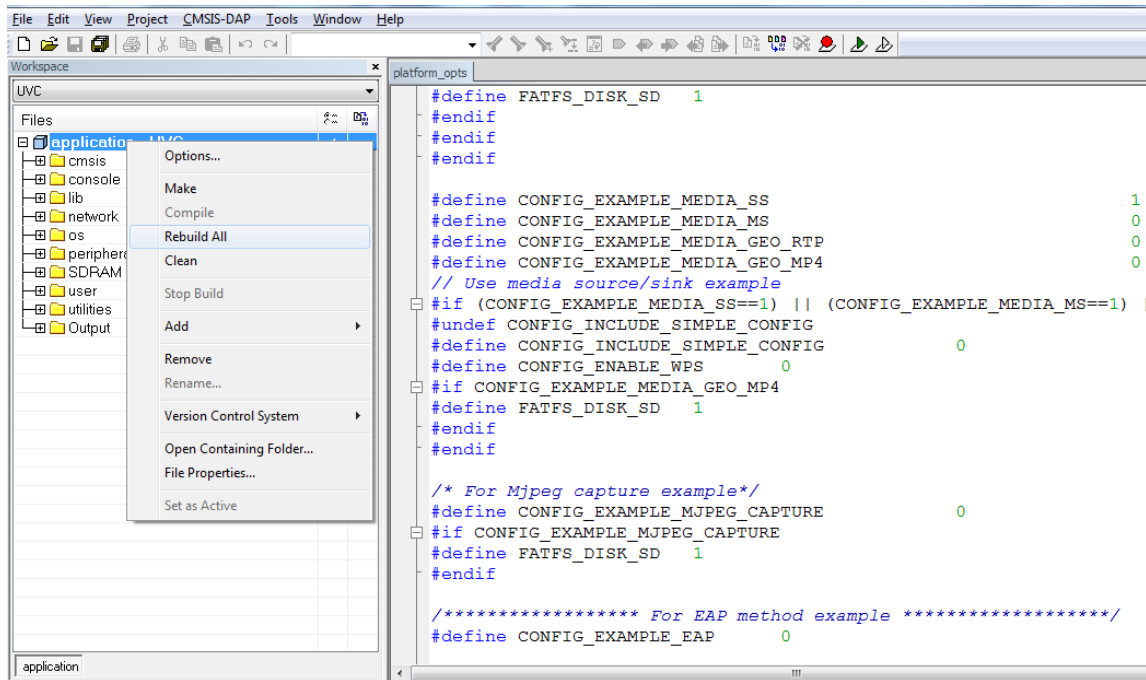 File Edit View Project CMSIS-DAP Tools Window Help
Workspace
UVC
Files
application
cmsis
console
lib
network
os
SDRAM
user
utilities
Output
application
Options...
Make
Compile
Rebuild All
Clean
Stop Build
Add
Remove
Rename...
Version Control System
Open Containing Folder...
File Properties...
Set as Active
platform_opts
#define FATFS_DISK_SD 1
#endif
#endif
#endif
#define CONFIG_EXAMPLE_MEDIA_SS 1
#define CONFIG_EXAMPLE_MEDIA_MS 0
#define CONFIG_EXAMPLE_MEDIA_GEO_RTP 0
#define CONFIG_EXAMPLE_MEDIA_GEO_MP4 0
// Use media source/sink example
#if (CONFIG_EXAMPLE_MEDIA_SS==1) || (CONFIG_EXAMPLE_MEDIA_MS==1) |
#undef CONFIG_INCLUDE_SIMPLE_CONFIG
#define CONFIG_INCLUDE_SIMPLE_CONFIG 0
#define CONFIG_ENABLE_WPS 0
#if CONFIG_EXAMPLE_MEDIA_GEO_MP4
#define FATFS_DISK_SD 1
#endif
#endif
/* For Mjpeg capture example*/
#define CONFIG_EXAMPLE_MJPEG_CAPTURE 0
#if CONFIG_EXAMPLE_MJPEG_CAPTURE
#define FATFS_DISK_SD 1
#endif
/****************** For EAP method example *******************/
#define CONFIG_EXAMPLE_EAP 0